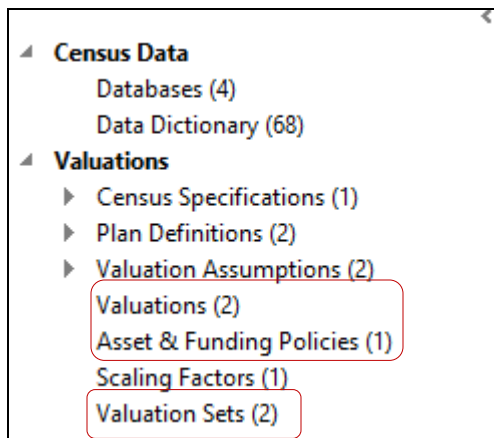 Census Data
Databases (4)
Data Dictionary (68)
Valuations
Census Specifications (1)
Plan Definitions (2)
Valuation Assumptions (2)
Valuations (2)
Asset & Funding Policies (1)
Scaling Factors (1)
Valuation Sets (2)